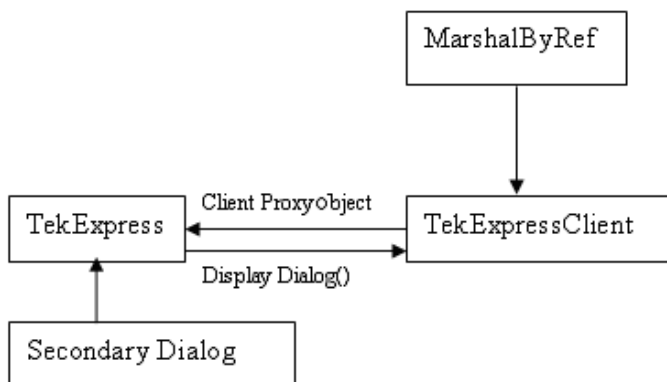 MarshalByRef
Client Proxyobject
TekExpress
TekExpressClient
Display Dialog()
Secondary Dialog